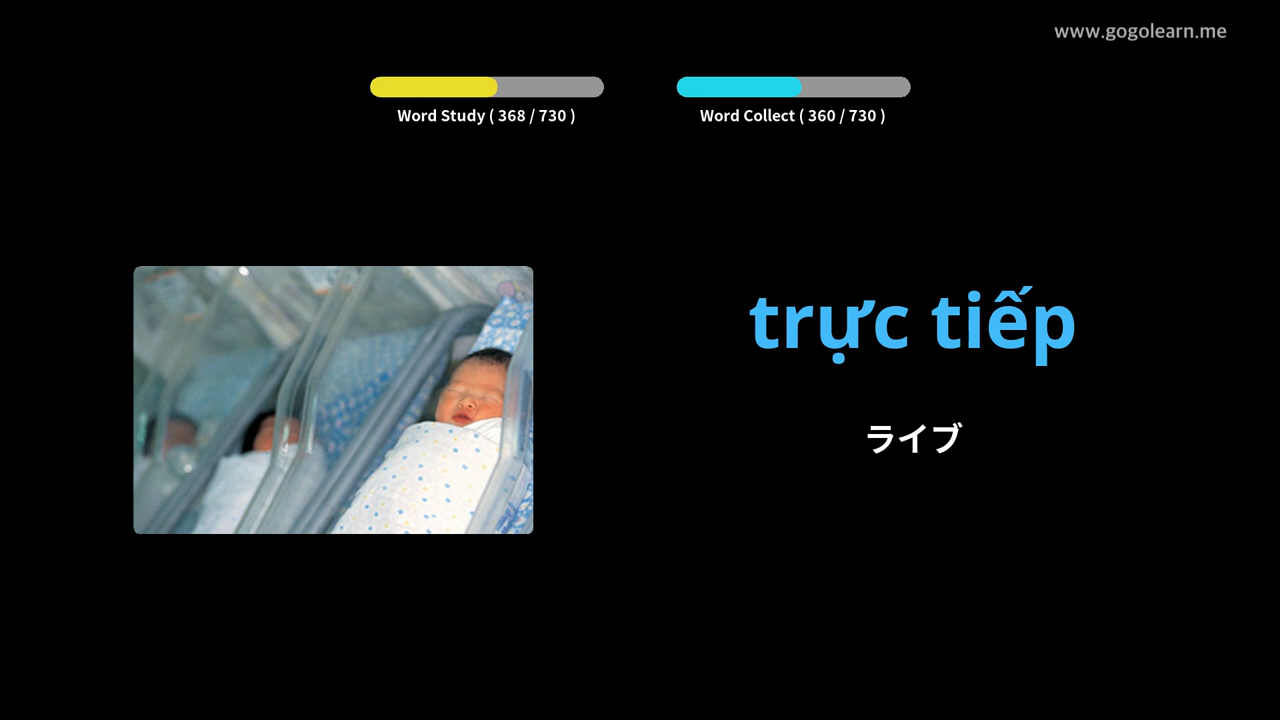 www.gogolearn.me
Word Study ( 368 / 730 )
Word Collect ( 360 / 730 )
trực tiếp
ライブ